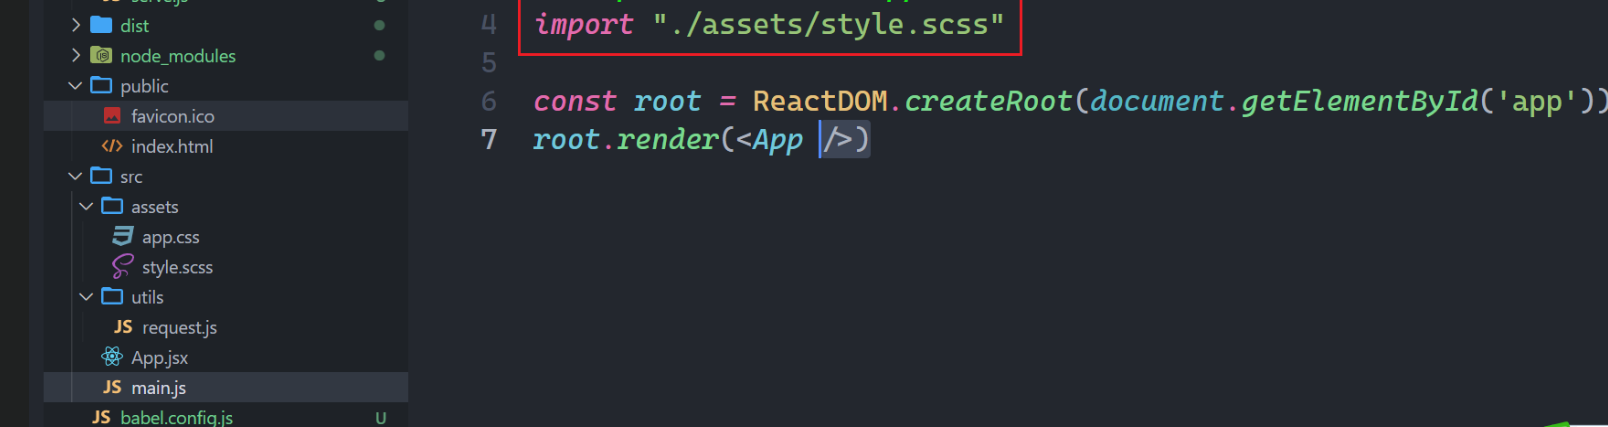 dist
node_modules
public
favicon.ico
index.html
src
assets
app.css
style.scss
utils
JS request.js
App.jsx
JS main.js
JS babel.config.js U
4 import "./assets/style.scss"
5
6 const root = ReactDOM.createRoot(document.getElementById('app'))
7 root.render(<App />)